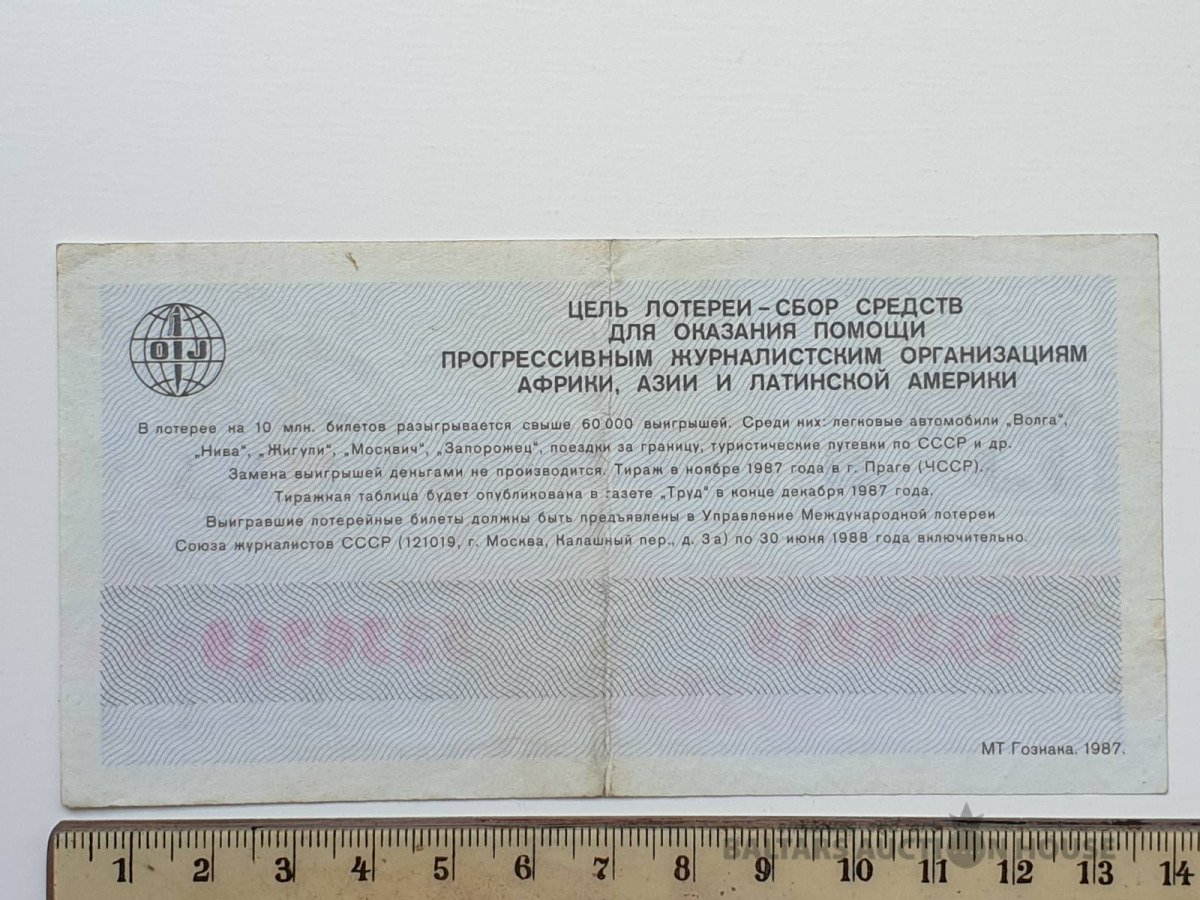 OIJ
ЦЕЛЬ ЛОТЕРЕИ – СБОР СРЕДСТВ
ДЛЯ ОКАЗАНИЯ ПОМОЩИ
ПРОГРЕССИВНЫМ ЖУРНАЛИСТСКИМ ОРГАНИЗАЦИЯМ
АФРИКИ, АЗИИ И ЛАТИНСКОЙ АМЕРИКИ
В лотерее на 10 млн. билетов разыгрывается свыше 60 000 выигрышей. Среди них: легковые автомобили „Волга“,
„Нива“, „Жигули“, „Москвич“, „Запорожец“, поездки за границу, туристические путевки по СССР и др.
Замена выигрышей деньгами не производится. Тираж в ноябре 1987 года в г. Праге (ЧССР).
Тиражная таблица будет опубликована в газете „Труд“ в конце декабря 1987 года.
Выигравшие лотерейные билеты должны быть предъявлены в Управление Международной лотереи
Союза журналистов СССР (121019, г. Москва, Калашный пер., д. 3а) по 30 июня 1988 года включительно.
МТ Гознака. 1987.
1 2 3 4 5 6 7 8 9 10 11 12 13 14
BALTARS AUCTION HOUSE